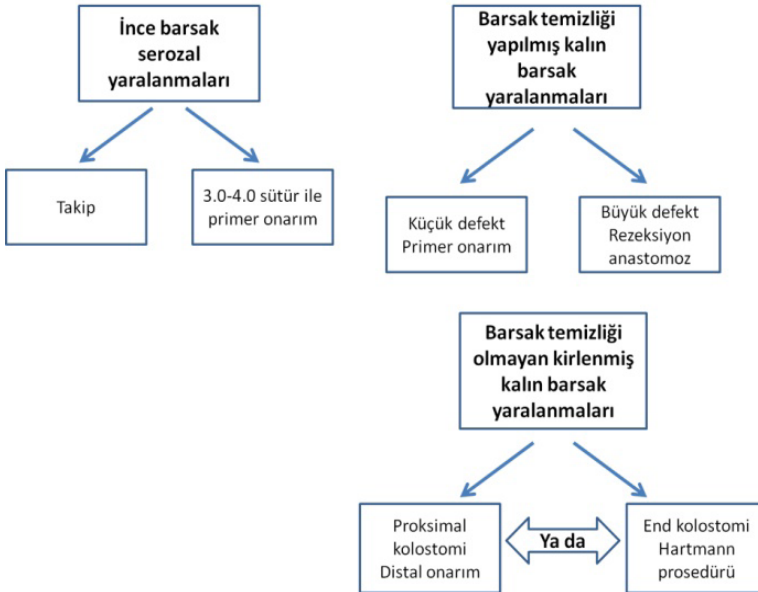 İnce barsak
serozal
yaralanmaları
Takip
3.0-4.0 sütür ile
primer onarım
Barsak temizliği
yapılmış kalın
barsak
yaralanmaları
Küçük defekt
Primer onarım
Büyük defekt
Rezeksiyon
anastomoz
Barsak temizliği
olmayan kirlenmiş
kalın barsak
yaralanmaları
Proksimal
kolostomi
Distal onarım
Ya da
End kolostomi
Hartmann
prosedürü